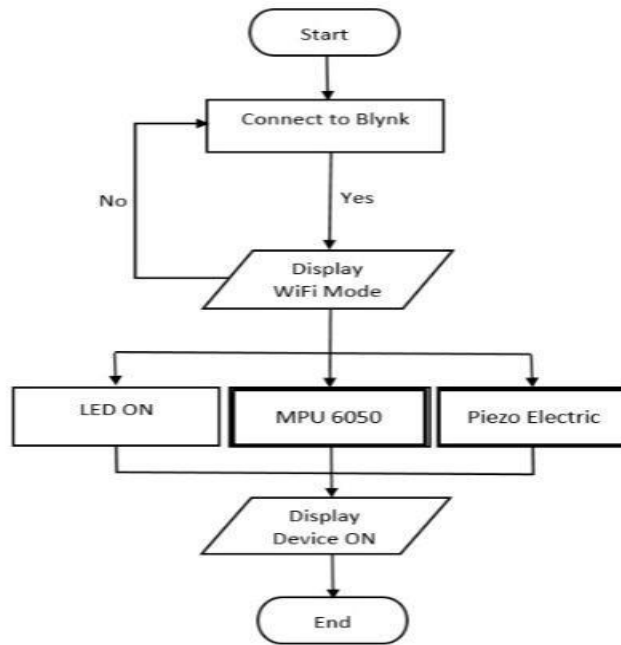 Start
Connect to Blynk
No
Yes
Display
WiFi Mode
LED ON
MPU 6050
Piezo Electric
Display
Device ON
End